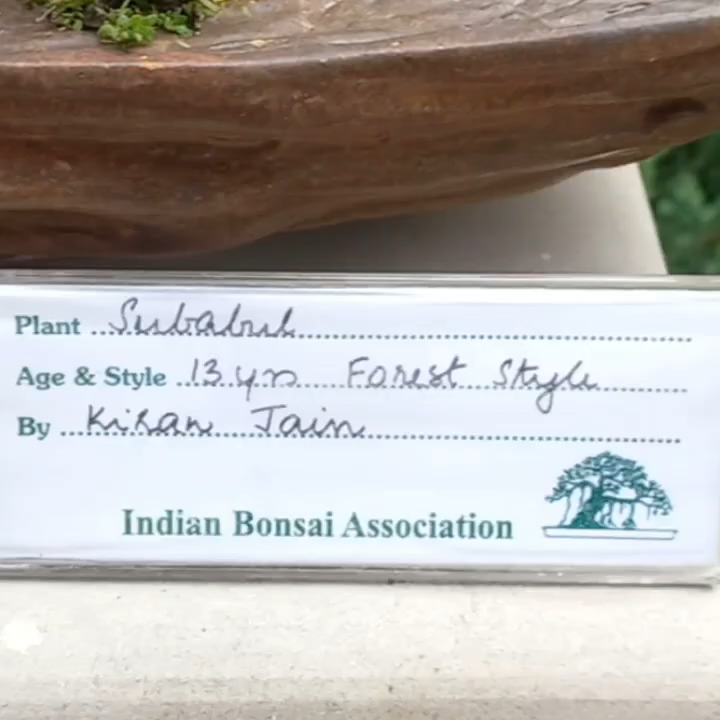 Plant Subabul
Age & Style 13 yrs Forest Style
By Kiran Jain
Indian Bonsai Association